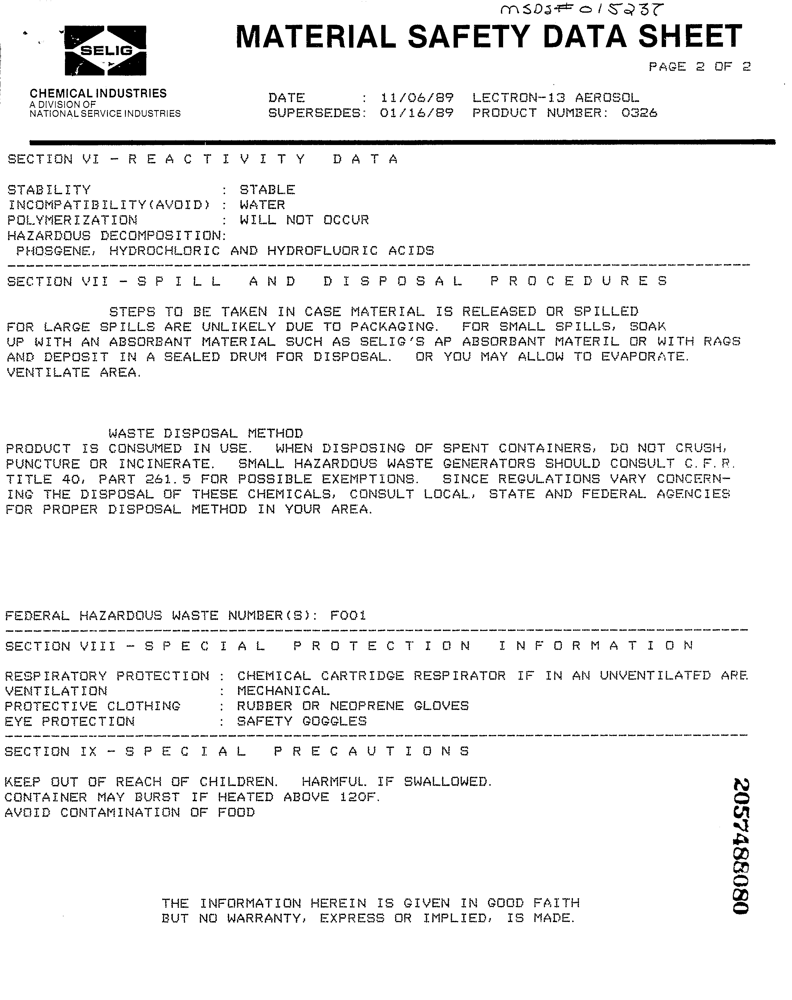 MSDS# 015237
SELIG
MATERIAL SAFETY DATA SHEET
PAGE 2 OF 2
CHEMICAL INDUSTRIES
A DIVISION OF
NATIONAL SERVICE INDUSTRIES
DATE : 11/06/89 LECTRON-13 AEROSOL
SUPERSEDES: 01/16/89 PRODUCT NUMBER: 0326
SECTION VI - R E A C T I V I T Y D A T A
STABILITY : STABLE
INCOMPATIBILITY(AVOID) : WATER
POLYMERIZATION : WILL NOT OCCUR
HAZARDOUS DECOMPOSITION:
PHOSGENE, HYDROCHLORIC AND HYDROFLUORIC ACIDS
SECTION VII - S P I L L A N D D I S P O S A L P R O C E D U R E S
STEPS TO BE TAKEN IN CASE MATERIAL IS RELEASED OR SPILLED
FOR LARGE SPILLS ARE UNLIKELY DUE TO PACKAGING. FOR SMALL SPILLS, SOAK
UP WITH AN ABSORBANT MATERIAL SUCH AS SELIG'S AP ABSORBANT MATERIL OR WITH RAGS
AND DEPOSIT IN A SEALED DRUM FOR DISPOSAL. OR YOU MAY ALLOW TO EVAPORATE.
VENTILATE AREA.
WASTE DISPOSAL METHOD
PRODUCT IS CONSUMED IN USE. WHEN DISPOSING OF SPENT CONTAINERS, DO NOT CRUSH,
PUNCTURE OR INCINERATE. SMALL HAZARDOUS WASTE GENERATORS SHOULD CONSULT C.F.R.
TITLE 40, PART 261.5 FOR POSSIBLE EXEMPTIONS. SINCE REGULATIONS VARY CONCERN-
ING THE DISPOSAL OF THESE CHEMICALS, CONSULT LOCAL, STATE AND FEDERAL AGENCIES
FOR PROPER DISPOSAL METHOD IN YOUR AREA.
FEDERAL HAZARDOUS WASTE NUMBER(S): F001
SECTION VIII - S P E C I A L P R O T E C T I O N I N F O R M A T I O N
RESPIRATORY PROTECTION : CHEMICAL CARTRIDGE RESPIRATOR IF IN AN UNVENTILATED ARE
VENTILATION : MECHANICAL
PROTECTIVE CLOTHING : RUBBER OR NEOPRENE GLOVES
EYE PROTECTION : SAFETY GOGGLES
SECTION IX - S P E C I A L P R E C A U T I O N S
KEEP OUT OF REACH OF CHILDREN. HARMFUL IF SWALLOWED.
CONTAINER MAY BURST IF HEATED ABOVE 120F.
AVOID CONTAMINATION OF FOOD
2057488080
THE INFORMATION HEREIN IS GIVEN IN GOOD FAITH
BUT NO WARRANTY, EXPRESS OR IMPLIED, IS MADE.